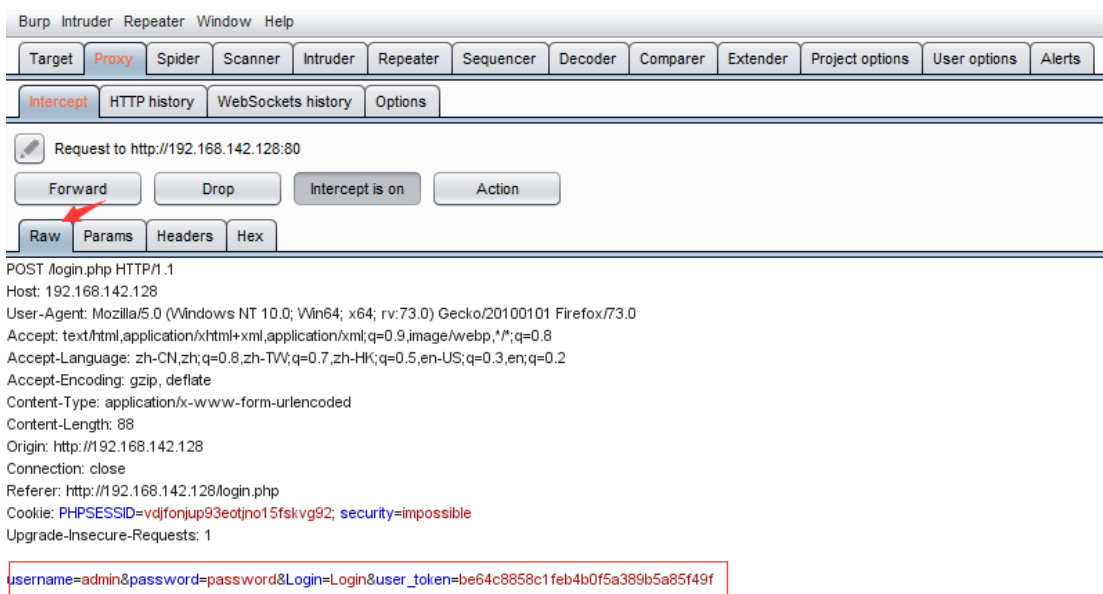 Burp Intruder Repeater Window Help
Target Proxy Spider Scanner Intruder Repeater Sequencer Decoder Comparer Extender Project options User options Alerts
Intercept HTTP history WebSockets history Options
Request to http://192.168.142.128:80
Forward Drop Intercept is on Action
Raw Params Headers Hex
POST /login.php HTTP/1.1
Host: 192.168.142.128
User-Agent: Mozilla/5.0 (Windows NT 10.0; Win64; x64; rv:73.0) Gecko/20100101 Firefox/73.0
Accept: text/html,application/xhtml+xml,application/xml;q=0.9,image/webp,*/*;q=0.8
Accept-Language: zh-CN,zh;q=0.8,zh-TW;q=0.7,zh-HK;q=0.5,en-US;q=0.3,en;q=0.2
Accept-Encoding: gzip, deflate
Content-Type: application/x-www-form-urlencoded
Content-Length: 88
Origin: http://192.168.142.128
Connection: close
Referer: http://192.168.142.128/login.php
Cookie: PHPSESSID=vdjfonjup93eotjno15fskvg92; security=impossible
Upgrade-Insecure-Requests: 1
username=admin&password=password&Login=Login&user_token=be64c8858c1feb4b0f5a389b5a85f49f